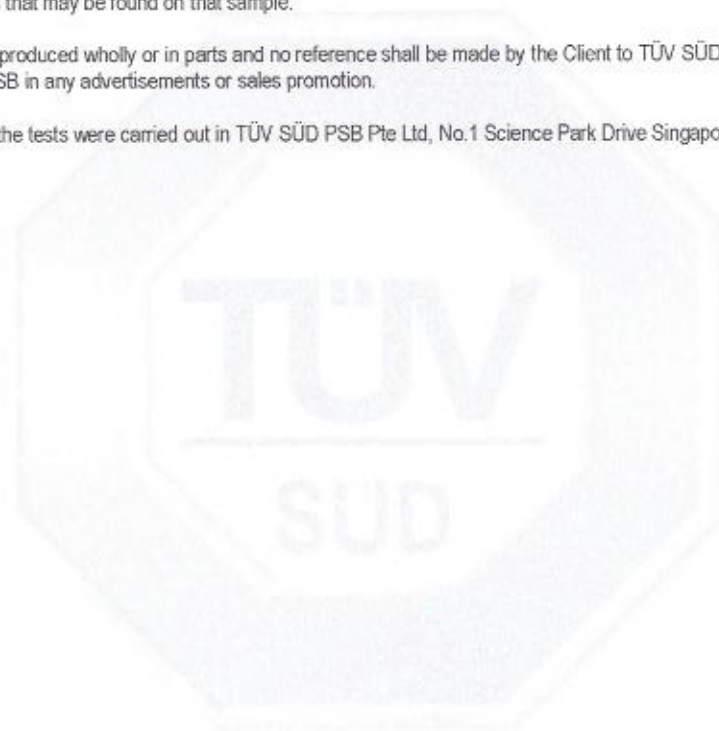 that may be found on that sample.
produced wholly or in parts and no reference shall be made by the Client to TÜV SÜD
SB in any advertisements or sales promotion.
the tests were carried out in TÜV SÜD PSB Pte Ltd, No.1 Science Park Drive Singapo
TÜV
SÜD